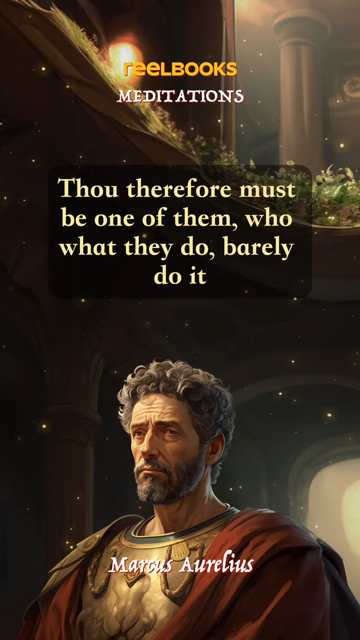 reelBOOKS
MEDITATIONS
Thou therefore must
be one of them, who
what they do, barely
do it
Marcus Aurelius